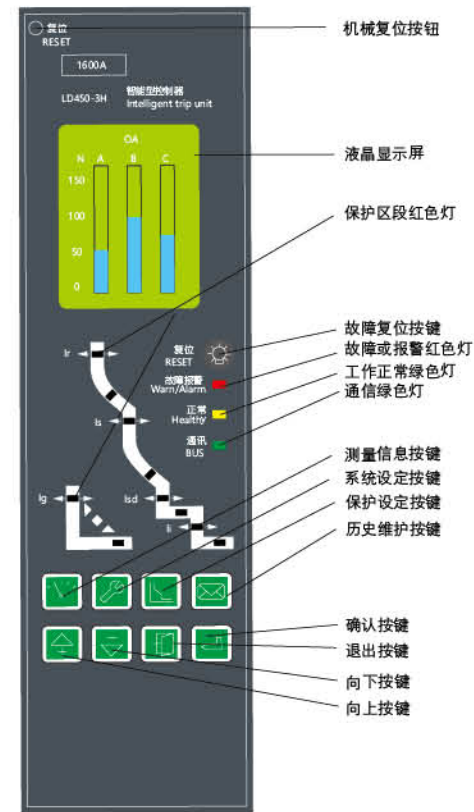 复位
RESET
机械复位按钮
1600A
LD450-3H
智能型控制器
Intelligent trip unit
OA
N A B C
150
100
50
0
液晶显示屏
保护区段红色灯
Ir
复位
RESET
故障复位按键
故障报警
Warn/Alarm
故障或报警红色灯
正常
Healthy
工作正常绿色灯
通讯
BUS
通信绿色灯
Is
Ig
Isd
Ii
测量信息按键
系统设定按键
保护设定按键
历史维护按键
确认按键
退出按键
向下按键
向上按键